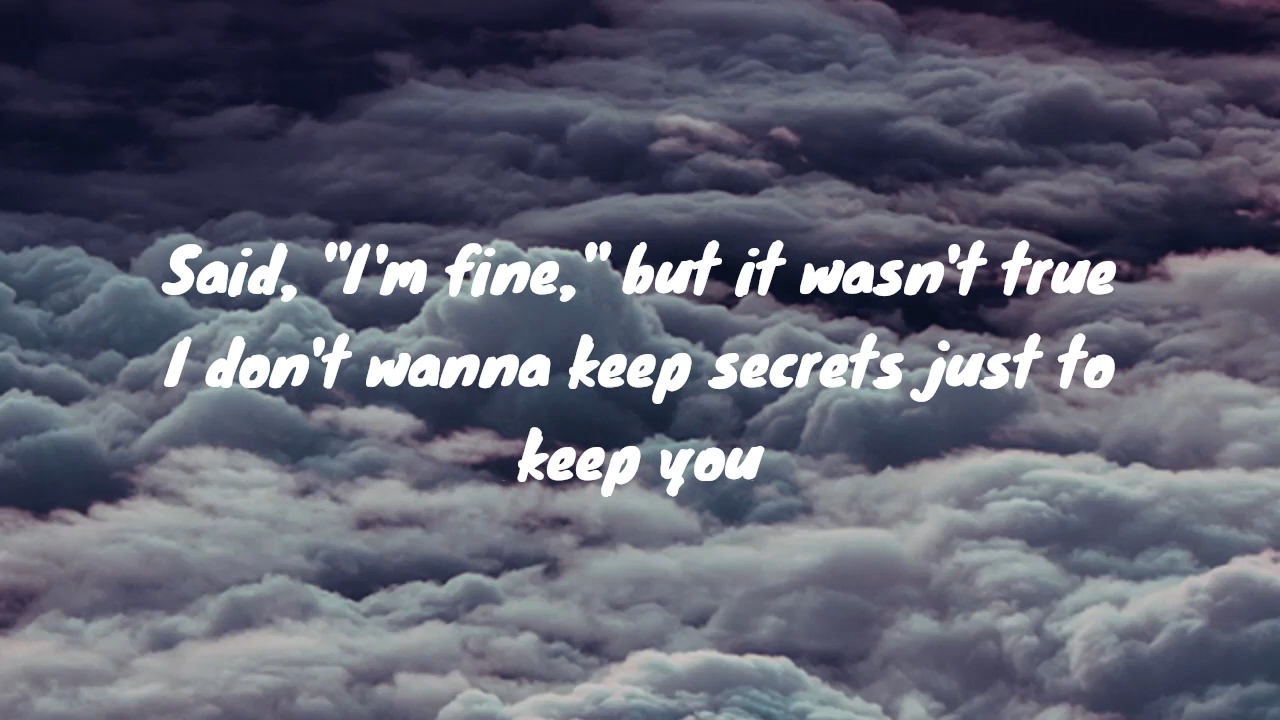 Said, "I'm fine," but it wasn't true
I don't wanna keep secrets just to
keep you